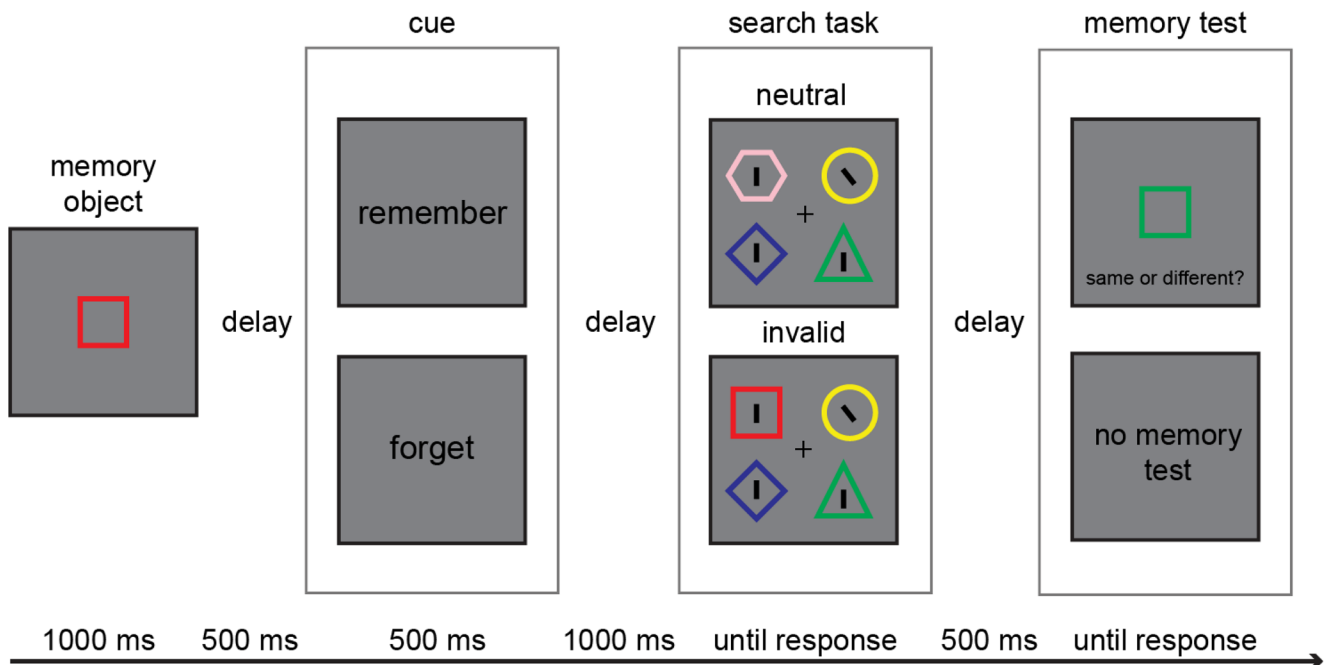 cue
search task
memory test
memory
object
delay
remember
forget
delay
neutral
+
invalid
+
delay
same or different?
no memory
test
1000 ms
500 ms
500 ms
1000 ms
until response
500 ms
until response